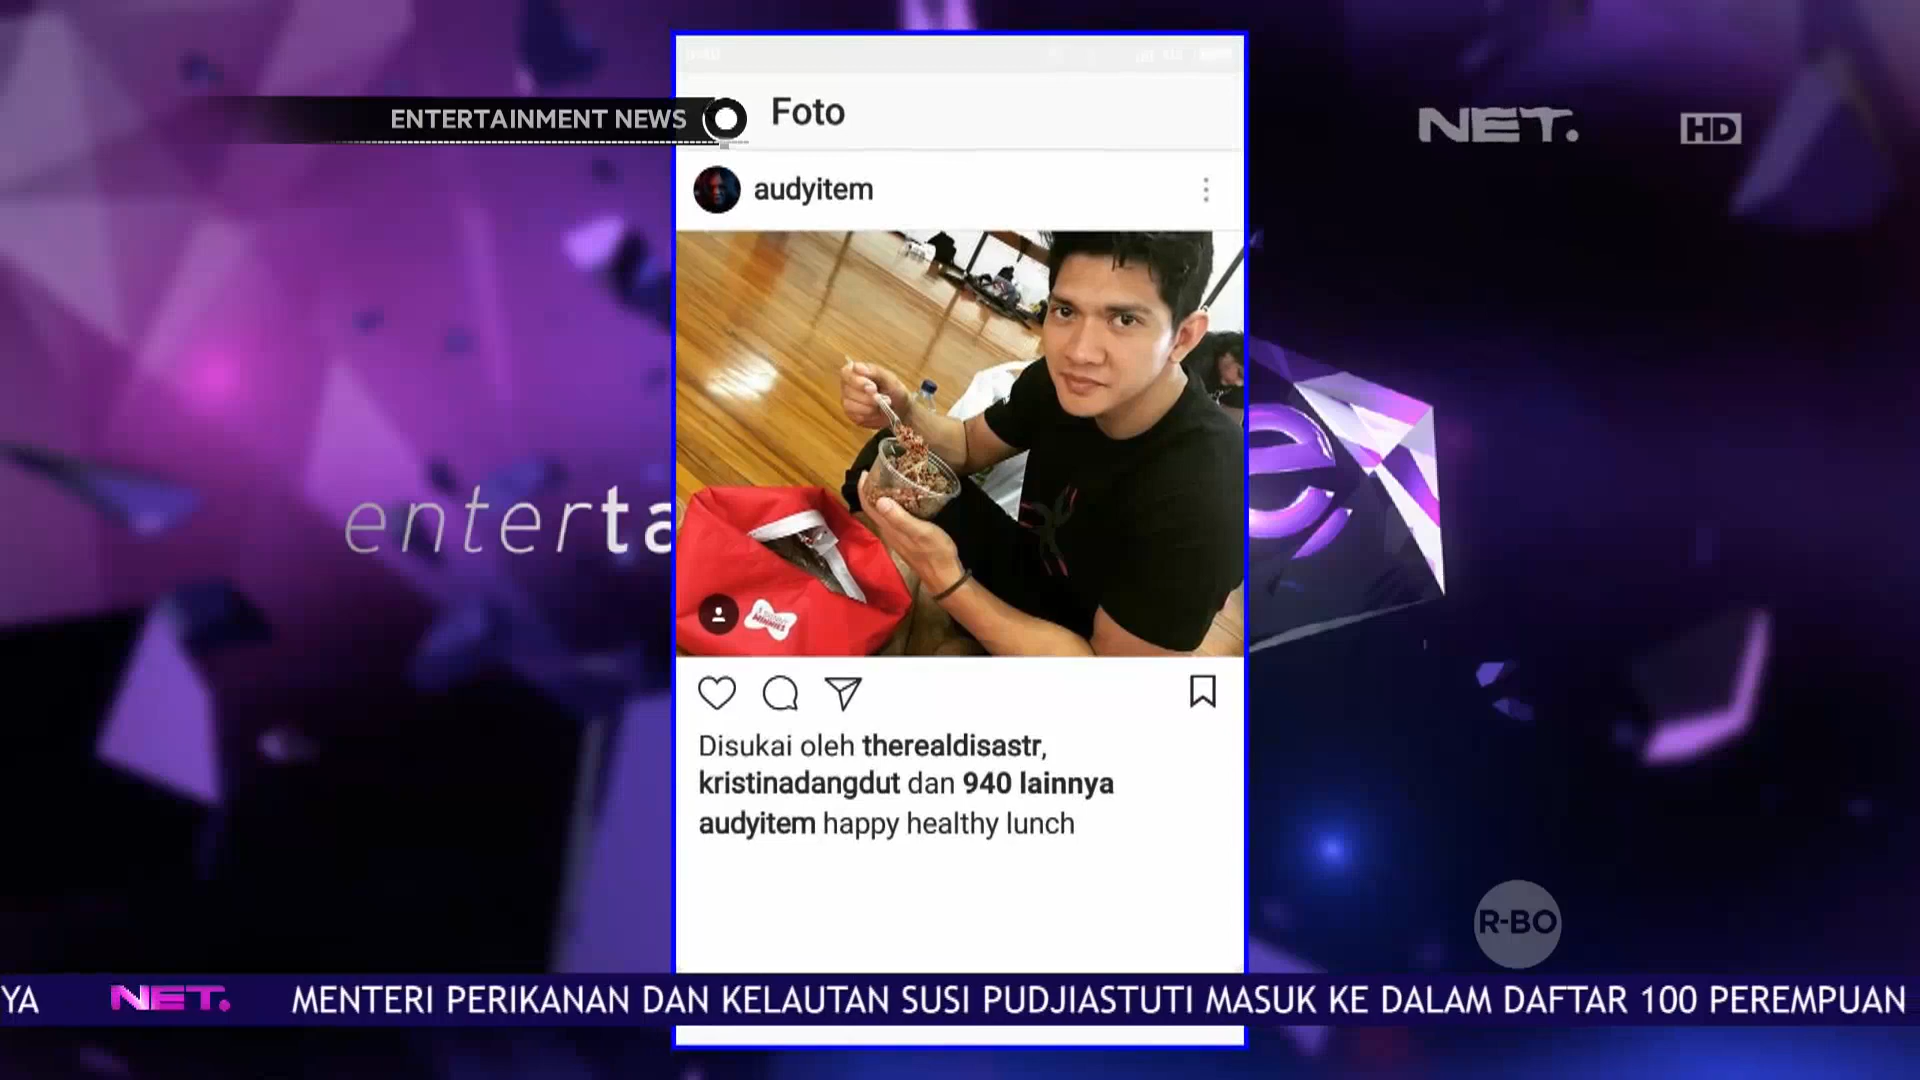 ENTERTAINMENT NEWS
Foto
NET.
HD
audyitem
enterta
e
Disukai oleh therealdisastr,
kristinadangdut dan 940 lainnya
audyitem happy healthy lunch
R-BO
YA NET. MENTERI PERIKANAN DAN KELAUTAN SUSI PUDJIASTUTI MASUK KE DALAM DAFTAR 100 PEREMPUAN